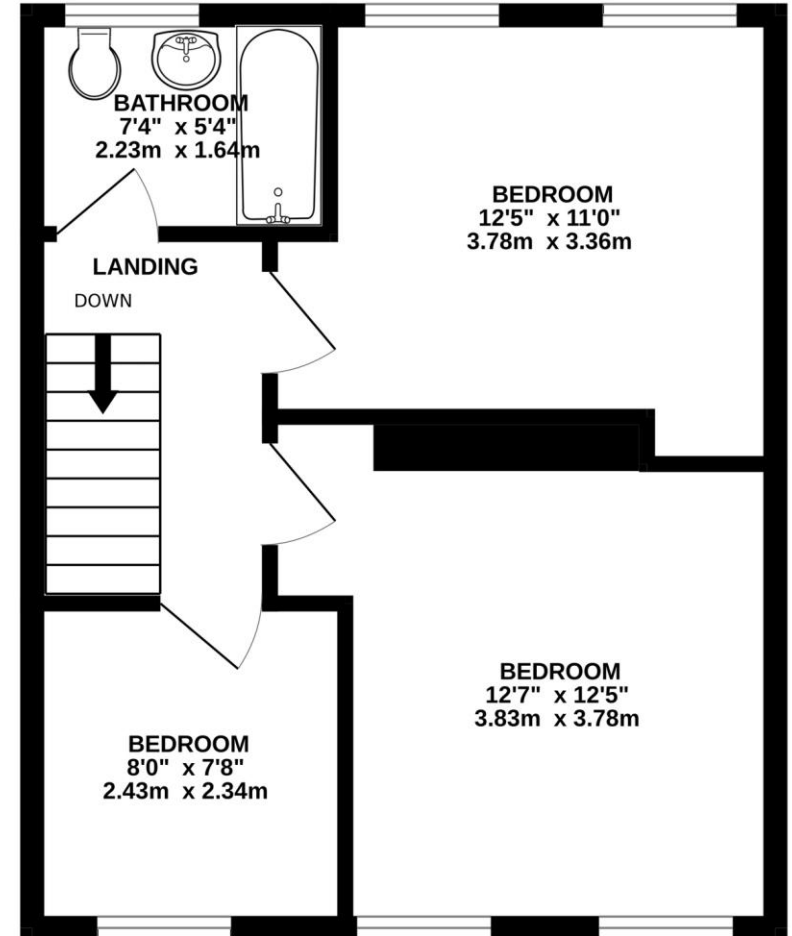 BATHROOM
7'4" x 5'4"
2.23m x 1.64m
BEDROOM
12'5" x 11'0"
3.78m x 3.36m
LANDING
DOWN
BEDROOM
12'7" x 12'5"
3.83m x 3.78m
BEDROOM
8'0" x 7'8"
2.43m x 2.34m